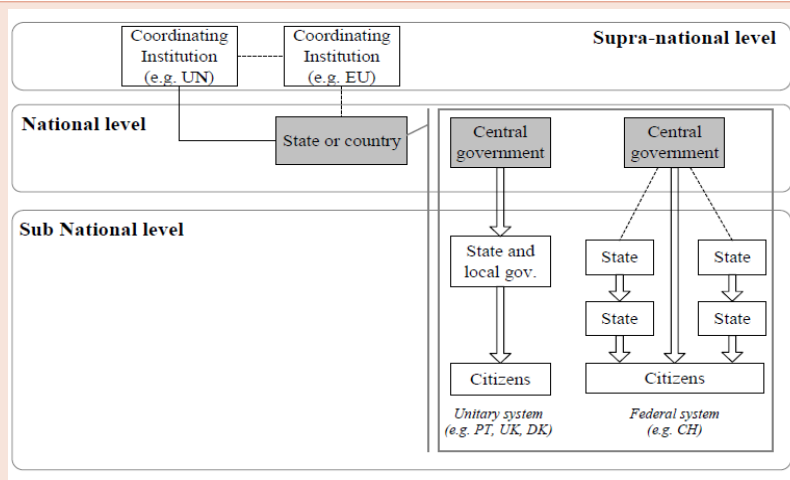 Coordinating
Institution
(e.g. UN)
Coordinating
Institution
(e.g. EU)
Supra-national level
National level
State or country
Central
government
Central
government
Sub National level
State and
local gov.
State
State
State
State
Citizens
Citizens
Unitary system
(e.g. PT, UK, DK)
Federal system
(e.g. CH)